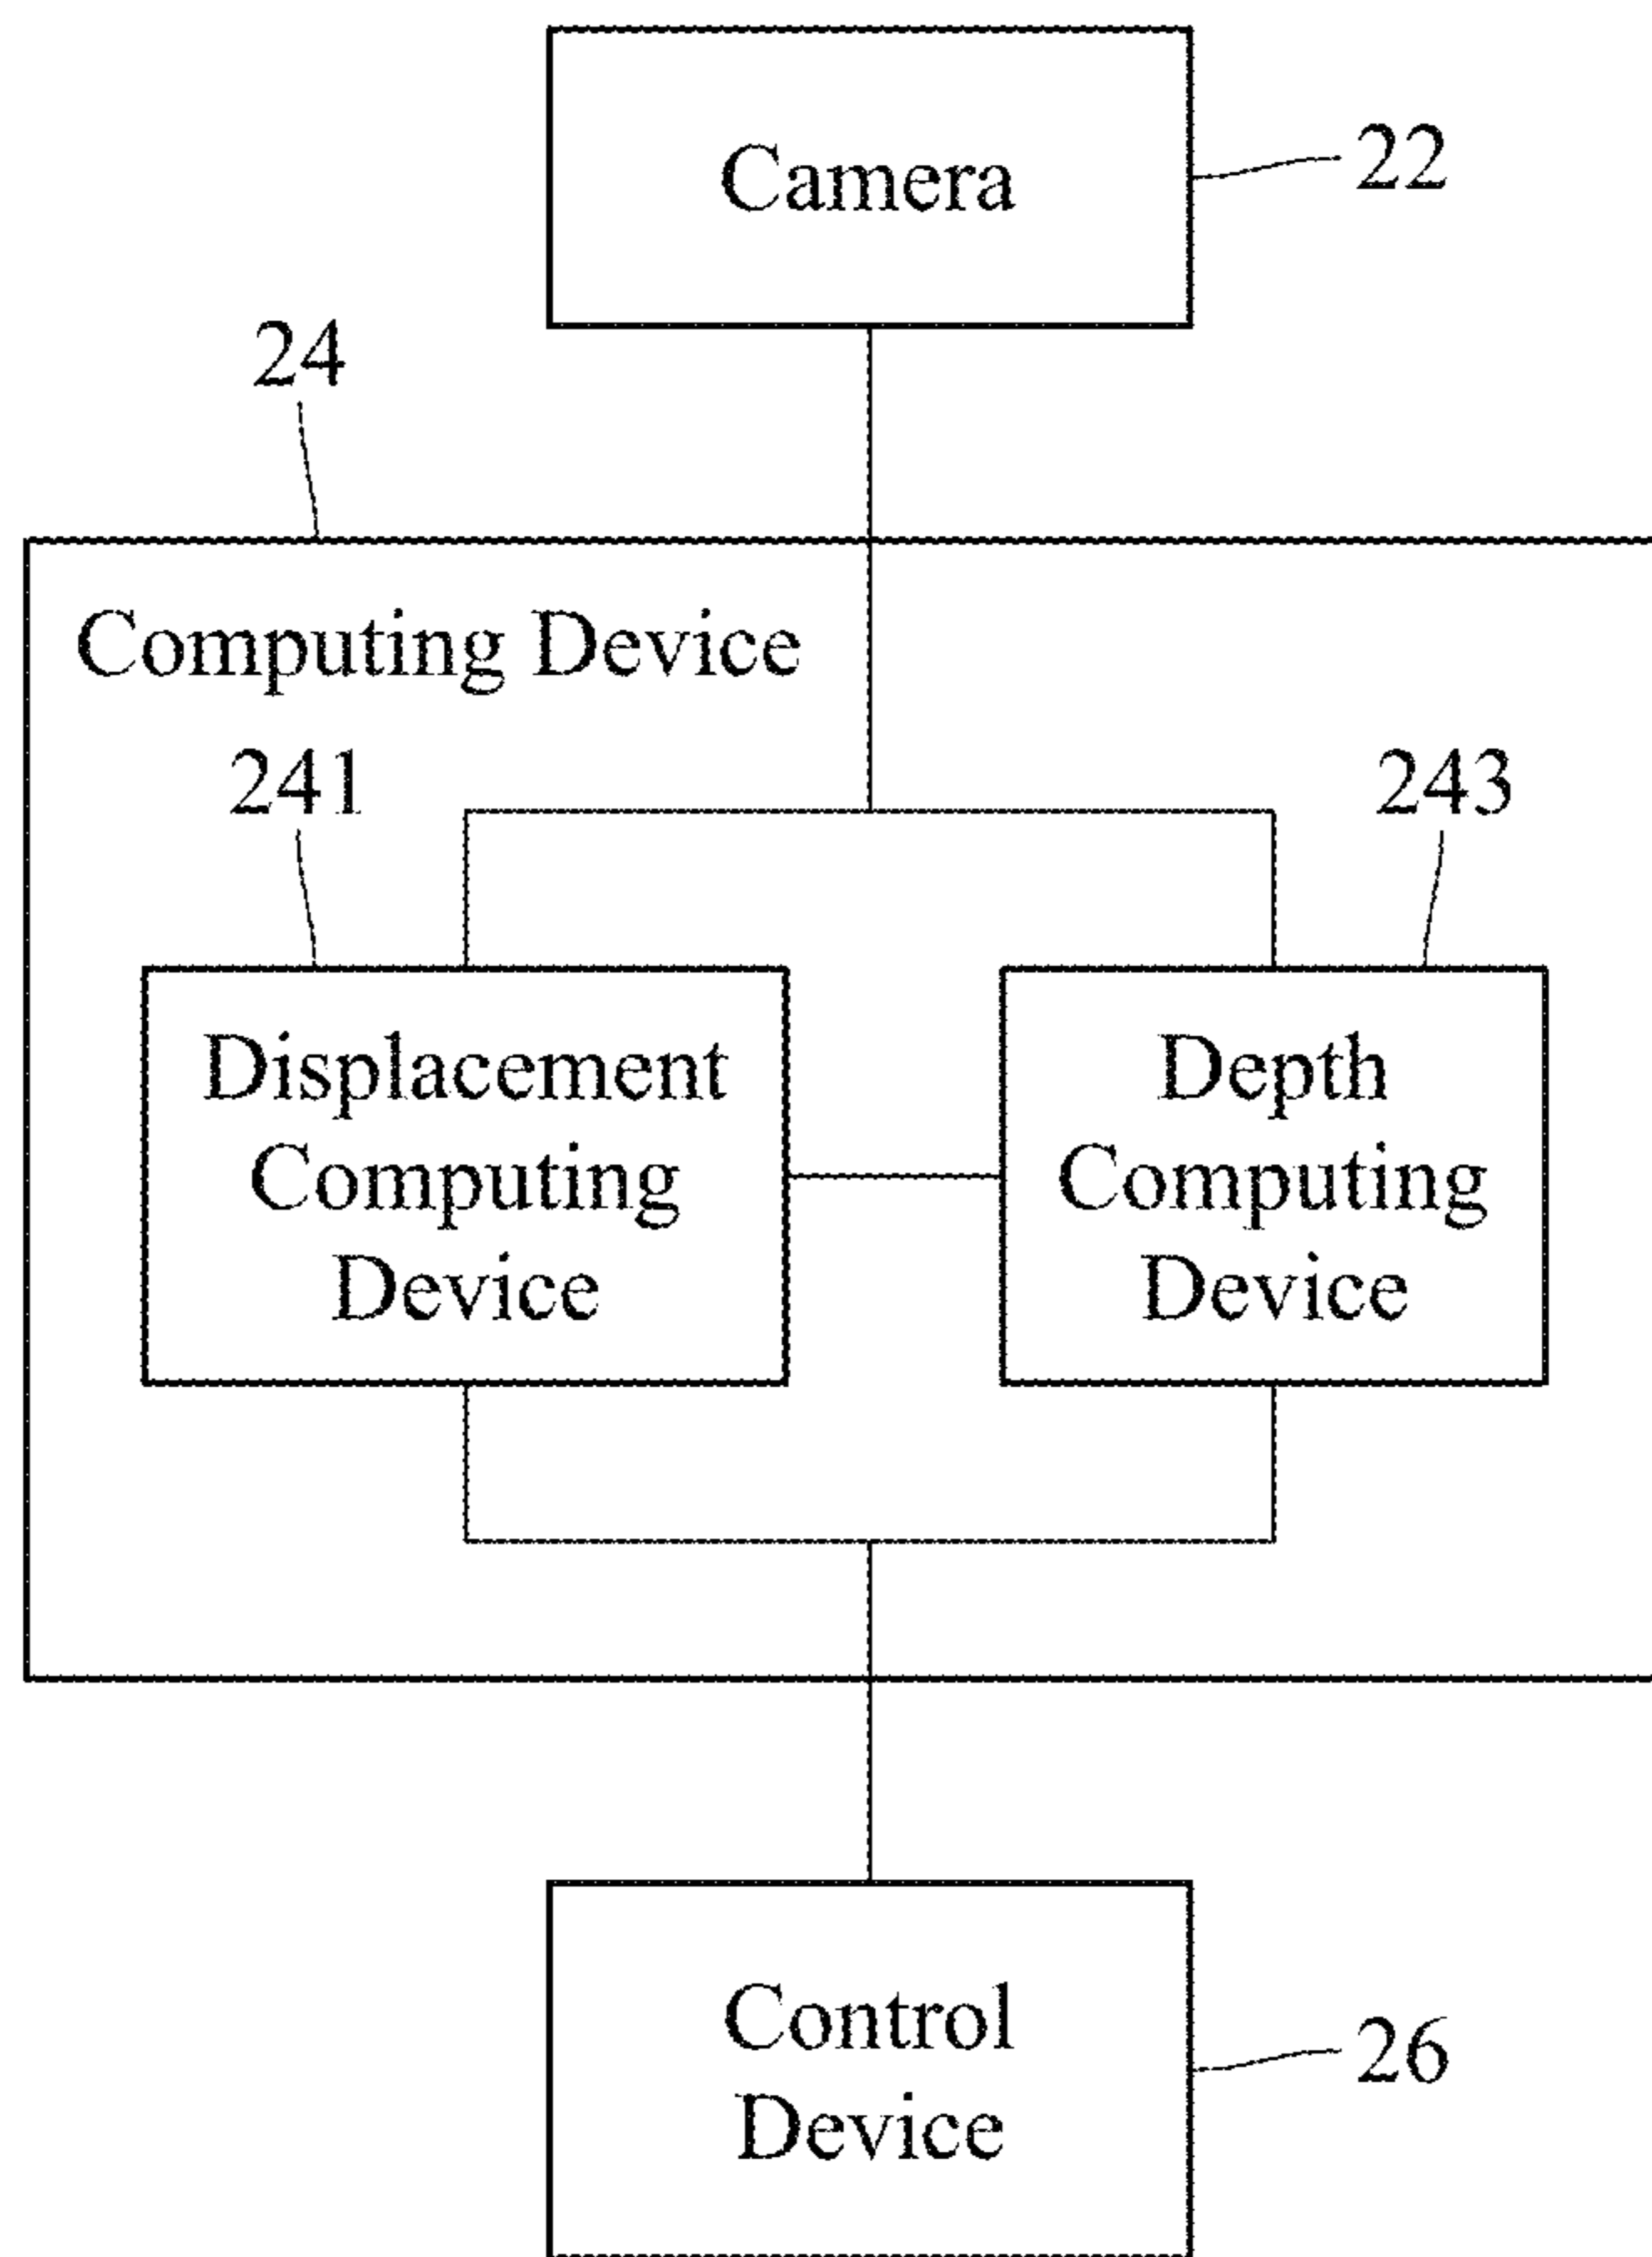 Camera
22
24
Computing Device
241
243
Displacement
Computing
Device
Depth
Computing
Device
Control
Device
26